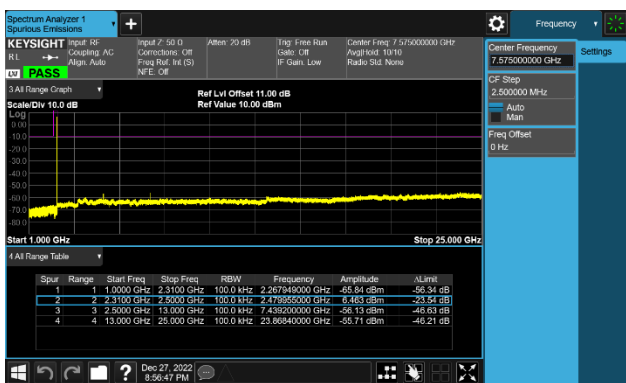 Spectrum Analyzer 1
Spurious Emissions
Frequency
KEYSIGHT Input: RF Input Z: 50 Ω Atten: 20 dB Trig: Free Run Center Freq: 7.575000000 GHz
RL Coupling: AC Corrections: Off Gate: Off Avg|Hold: 10/10
Align: Auto Freq Ref: Int (S) IF Gain: Low Radio Std: None
LXI PASS NFE: Off
Center Frequency
7.575000000 GHz
Settings
CF Step
2.500000 MHz
Auto
Man
Freq Offset
0 Hz
3 All Range Graph
Ref Lvl Offset 11.00 dB
Scale/Div 10.0 dB Ref Value 10.00 dBm
Log
0.00
-10.0
-20.0
-30.0
-40.0
-50.0
-60.0
-70.0
-80.0
Start 1.000 GHz Stop 25.000 GHz
4 All Range Table
Spur Range Start Freq Stop Freq RBW Frequency Amplitude ΔLimit
1 1 1.0000 GHz 2.3100 GHz 100.0 kHz 2.267949000 GHz -65.84 dBm -56.34 dB
2 2 2.3100 GHz 2.5000 GHz 100.0 kHz 2.479955000 GHz 6.463 dBm -23.54 dB
3 3 2.5000 GHz 13.000 GHz 100.0 kHz 7.439200000 GHz -56.13 dBm -46.63 dB
4 4 13.000 GHz 25.000 GHz 100.0 kHz 23.86840000 GHz -55.71 dBm -46.21 dB
Dec 27, 2022
8:56:47 PM